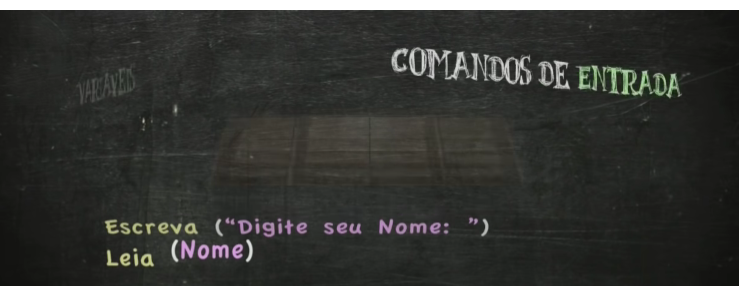 COMANDOS DE ENTRADA
VARIÁVEIS
Escreva ("Digite seu Nome: ")
Leia (Nome)